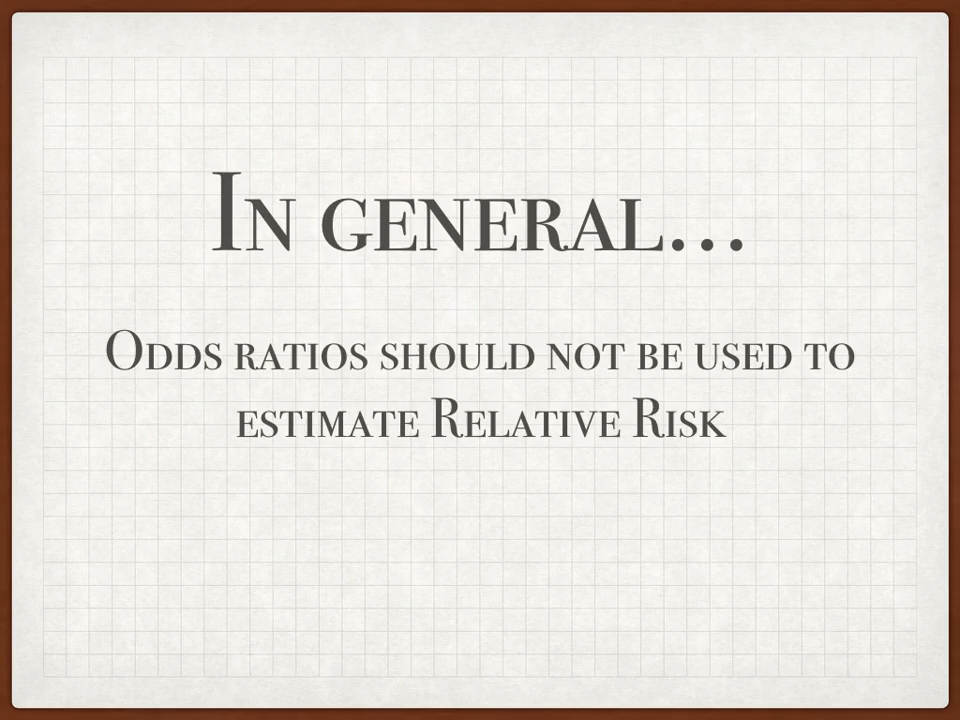 In general...
Odds ratios should not be used to
estimate Relative Risk